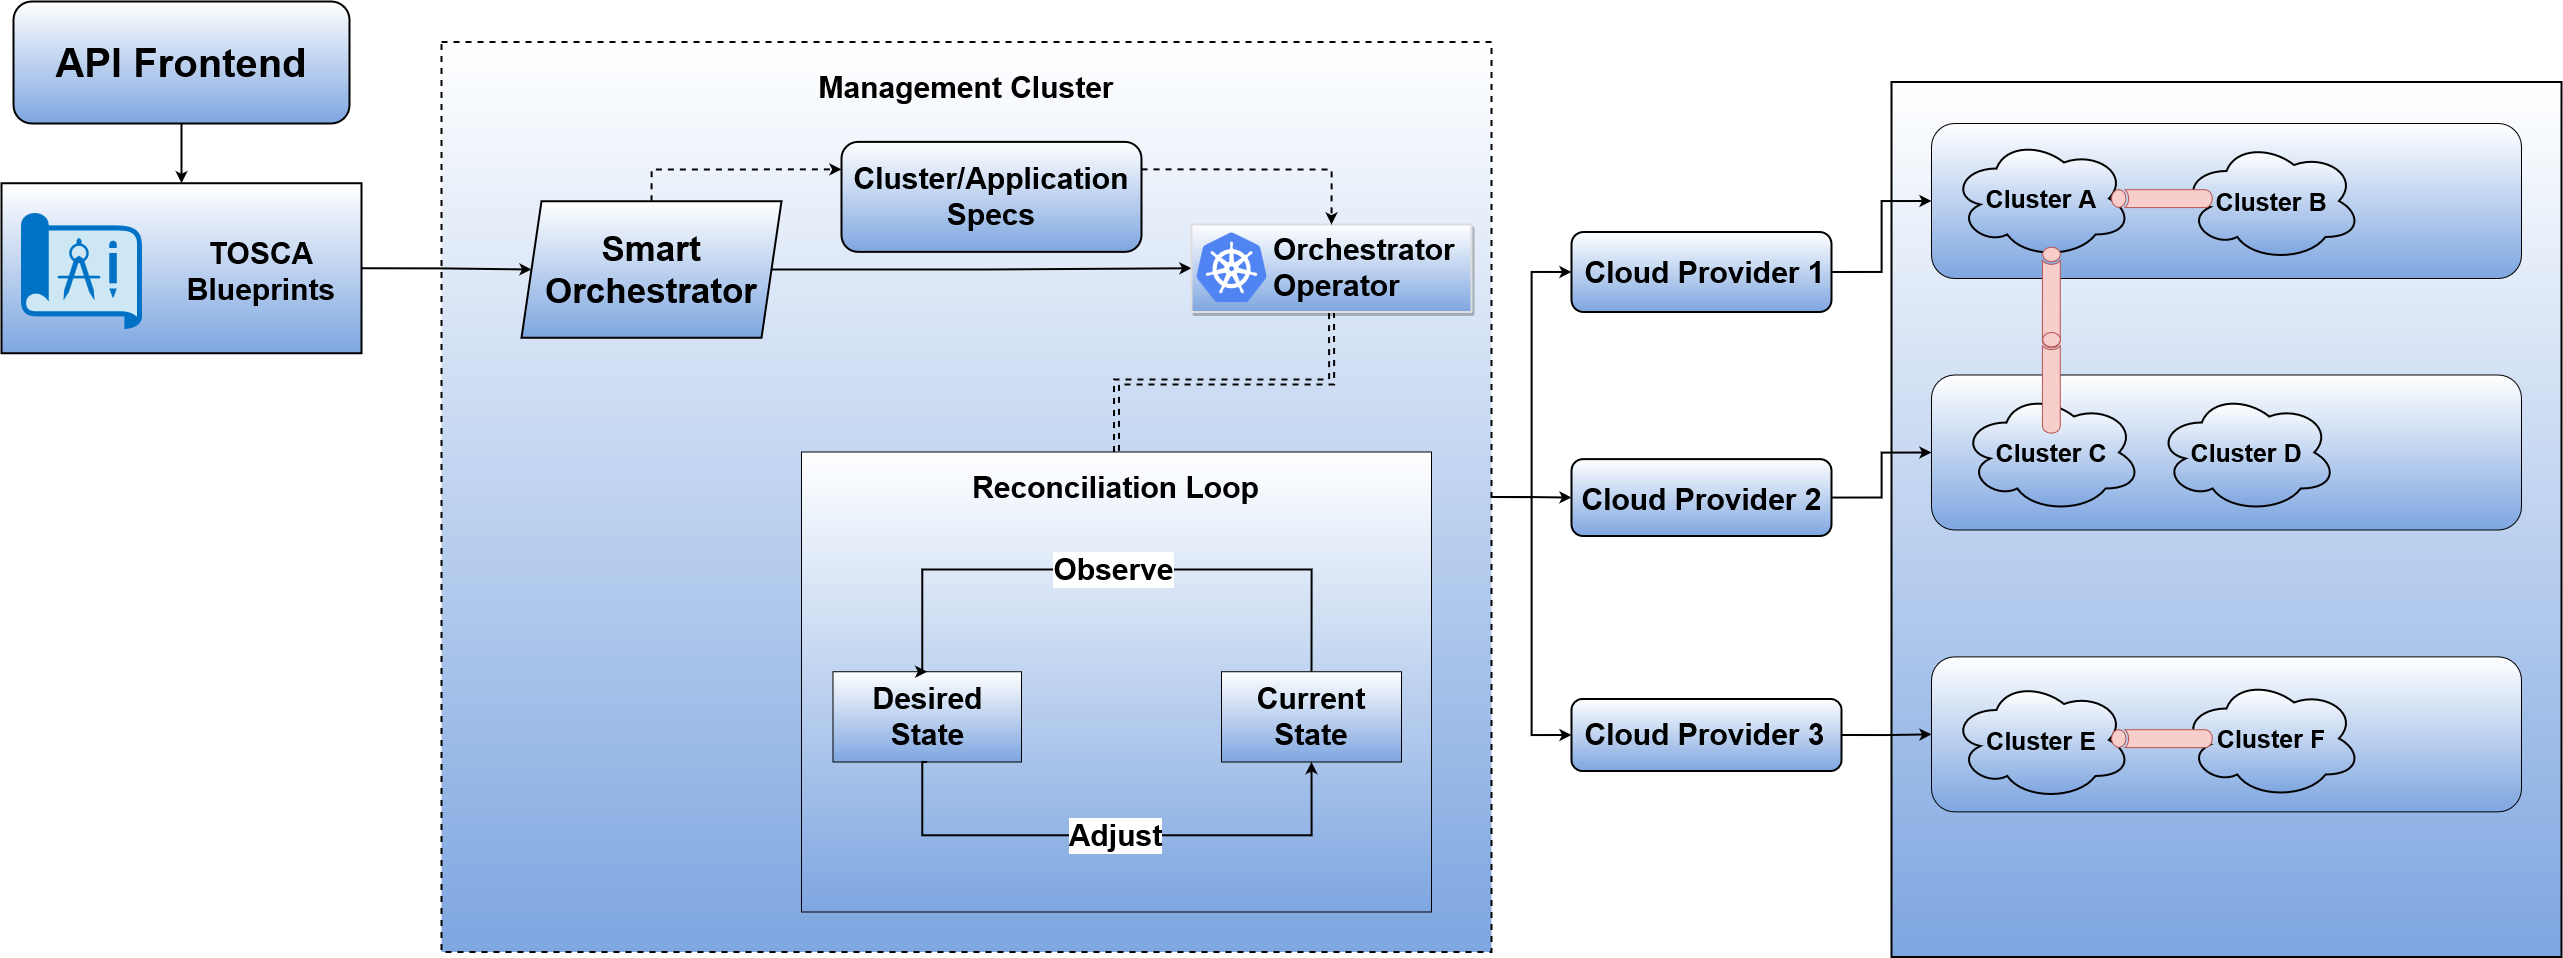 API Frontend
TOSCA
Blueprints
Management Cluster
Smart
Orchestrator
Cluster/Application
Specs
Orchestrator
Operator
Reconciliation Loop
Observe
Desired
State
Current
State
Adjust
Cloud Provider 1
Cloud Provider 2
Cloud Provider 3
Cluster A
Cluster B
Cluster C
Cluster D
Cluster E
Cluster F